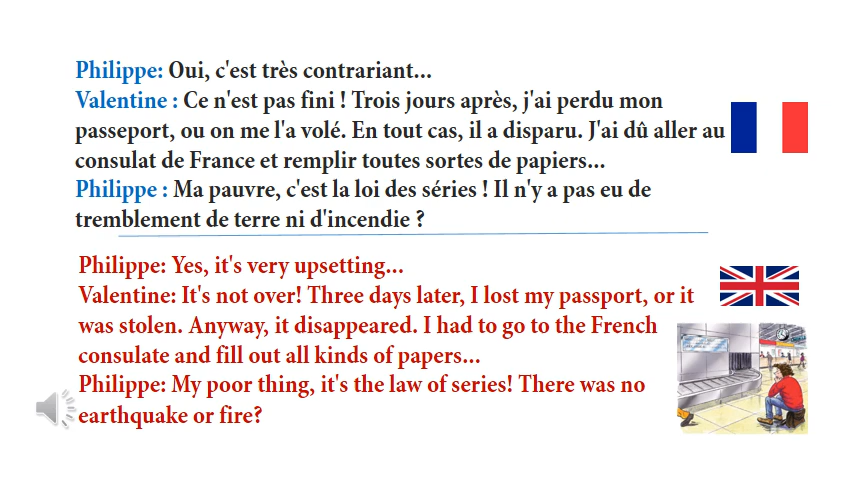 Philippe: Oui, c'est très contrariant...
Valentine : Ce n'est pas fini ! Trois jours après, j'ai perdu mon
passeport, ou on me l'a volé. En tout cas, il a disparu. J'ai dû aller au
consulat de France et remplir toutes sortes de papiers...
Philippe : Ma pauvre, c'est la loi des séries ! Il n'y a pas eu de
tremblement de terre ni d'incendie ?
Philippe: Yes, it's very upsetting...
Valentine: It's not over! Three days later, I lost my passport, or it
was stolen. Anyway, it disappeared. I had to go to the French
consulate and fill out all kinds of papers...
Philippe: My poor thing, it's the law of series! There was no
earthquake or fire?